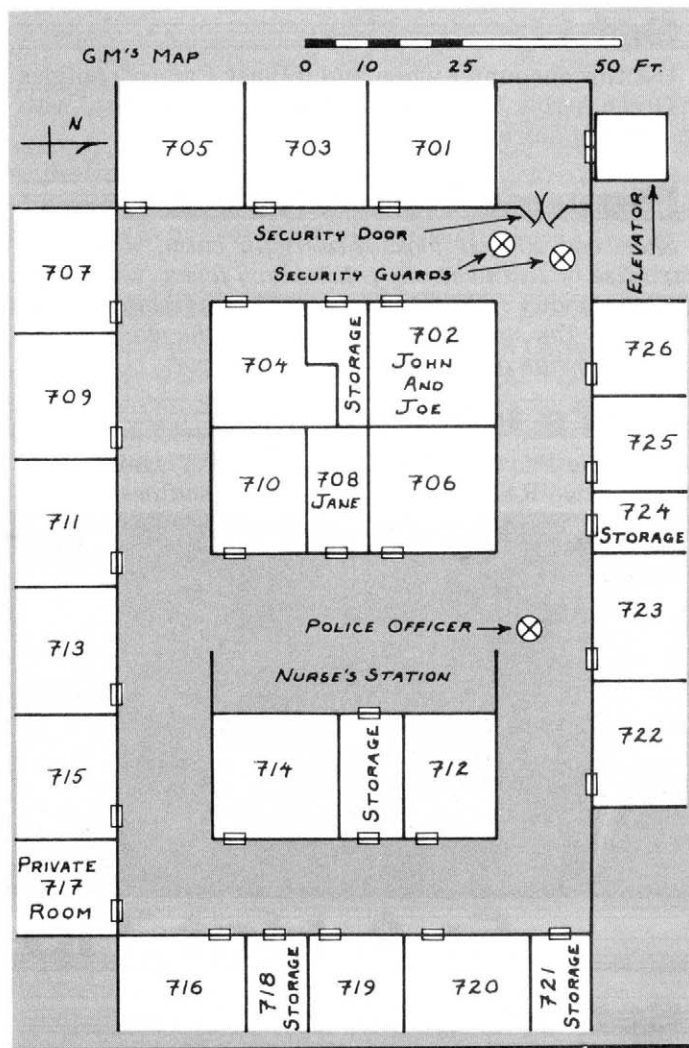 GM's MAP
0 10 25 50 FT.
N
705
703
701
SECURITY DOOR
SECURITY GUARDS
ELEVATOR
707
704
STORAGE
702
JOHN
AND
JOE
726
709
725
710
708
JANE
706
724
STORAGE
711
723
713
POLICE OFFICER
NURSE'S STATION
722
715
714
STORAGE
712
PRIVATE
717
ROOM
716
718
STORAGE
719
720
721
STORAGE